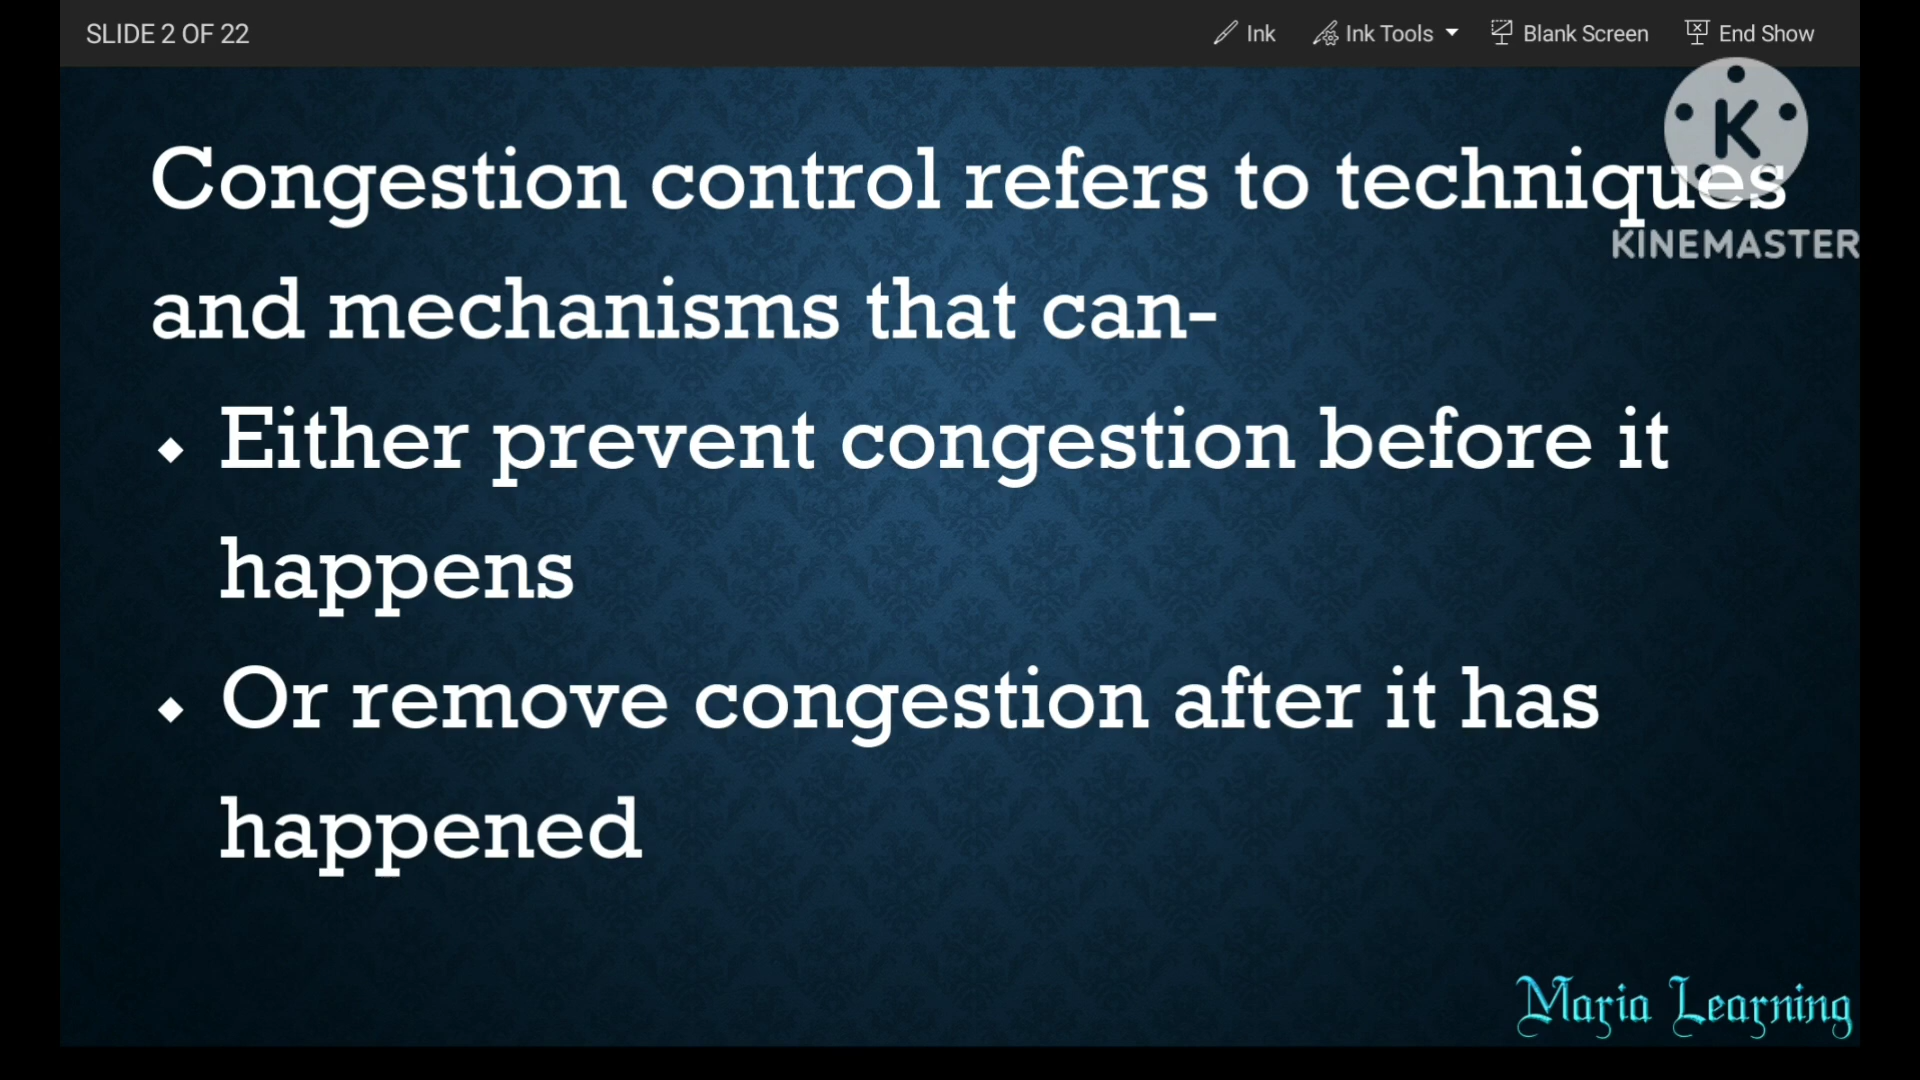 SLIDE 2 OF 22
Ink
Ink Tools
Blank Screen
End Show
K
KINEMASTER
Congestion control refers to techniques
and mechanisms that can-
Either prevent congestion before it
happens
Or remove congestion after it has
happened
Maria Learning